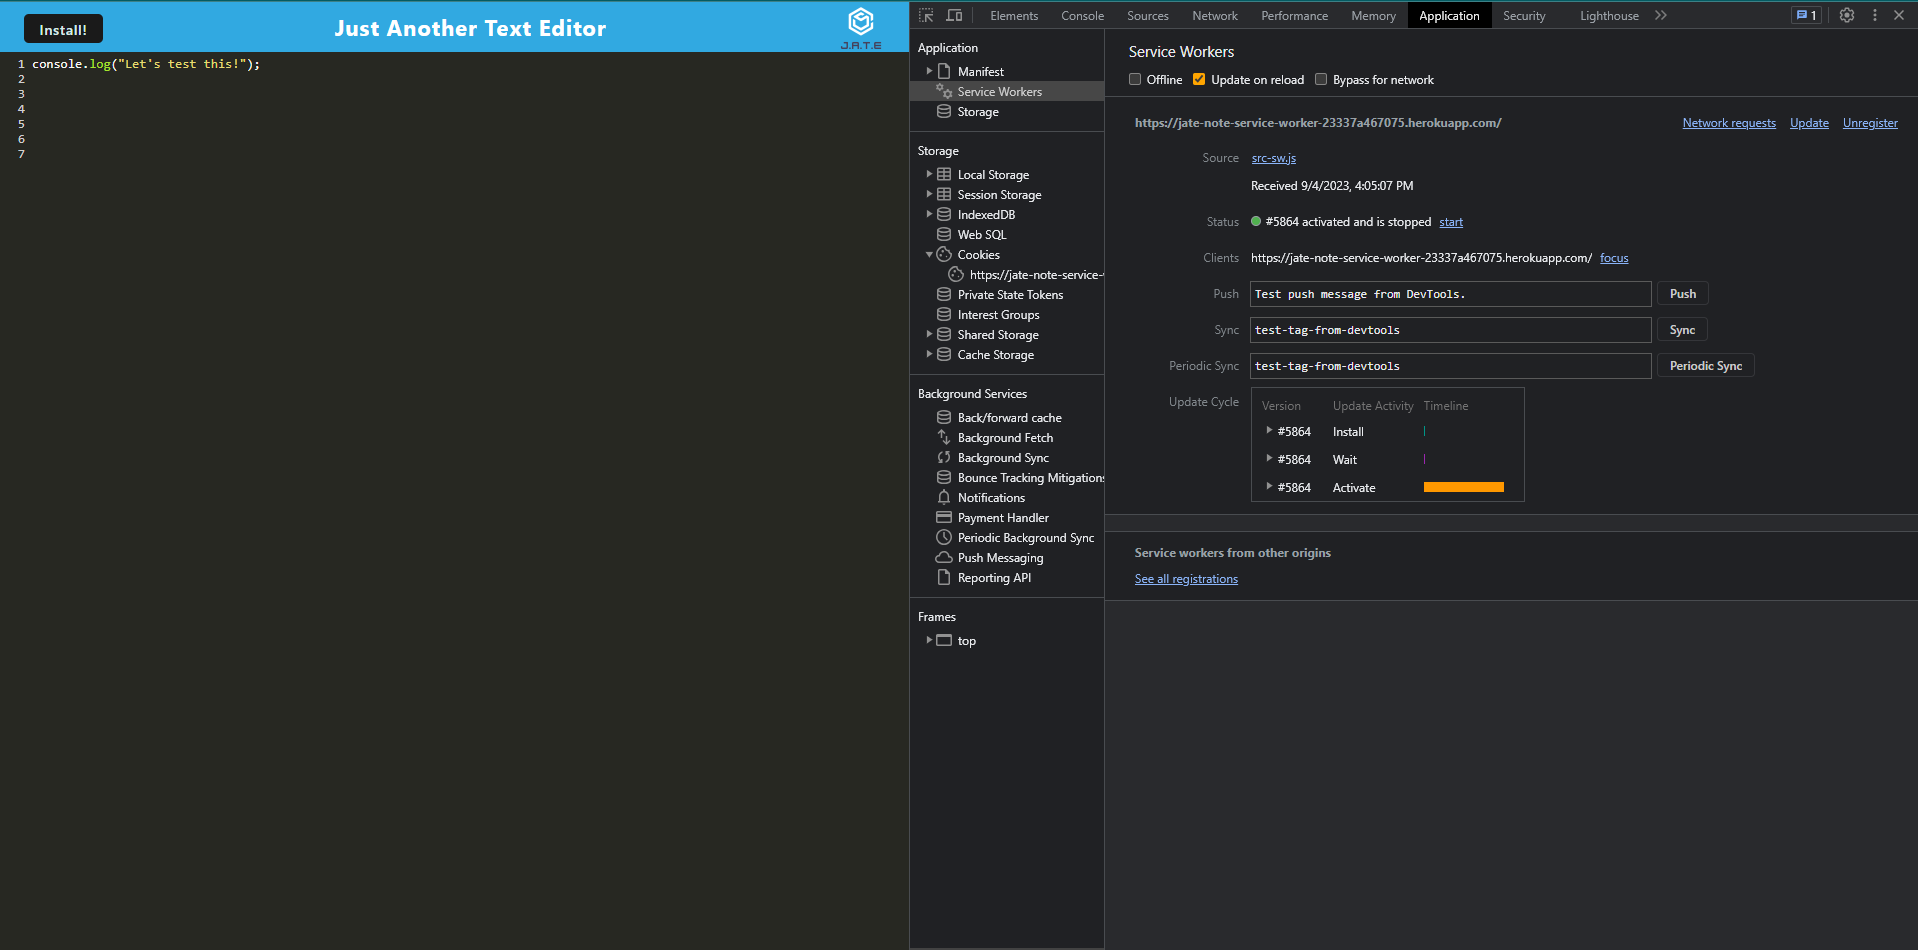 Install!
Just Another Text Editor
J.A.T.E
1 console.log("Let's test this!");
2
3
4
5
6
7
Elements Console Sources Network Performance Memory Application Security Lighthouse 1
Application
Manifest
Service Workers
Storage
Storage
Local Storage
Session Storage
IndexedDB
Web SQL
Cookies
https://jate-note-service-
Private State Tokens
Interest Groups
Shared Storage
Cache Storage
Background Services
Back/forward cache
Background Fetch
Background Sync
Bounce Tracking Mitigations
Notifications
Payment Handler
Periodic Background Sync
Push Messaging
Reporting API
Frames
top
Service Workers
Offline Update on reload Bypass for network
https://jate-note-service-worker-23337a467075.herokuapp.com/ Network requests Update Unregister
Source src-sw.js
Received 9/4/2023, 4:05:07 PM
Status #5864 activated and is stopped start
Clients https://jate-note-service-worker-23337a467075.herokuapp.com/ focus
Push Test push message from DevTools. Push
Sync test-tag-from-devtools Sync
Periodic Sync test-tag-from-devtools Periodic Sync
Update Cycle Version Update Activity Timeline
#5864 Install
#5864 Wait
#5864 Activate
Service workers from other origins
See all registrations